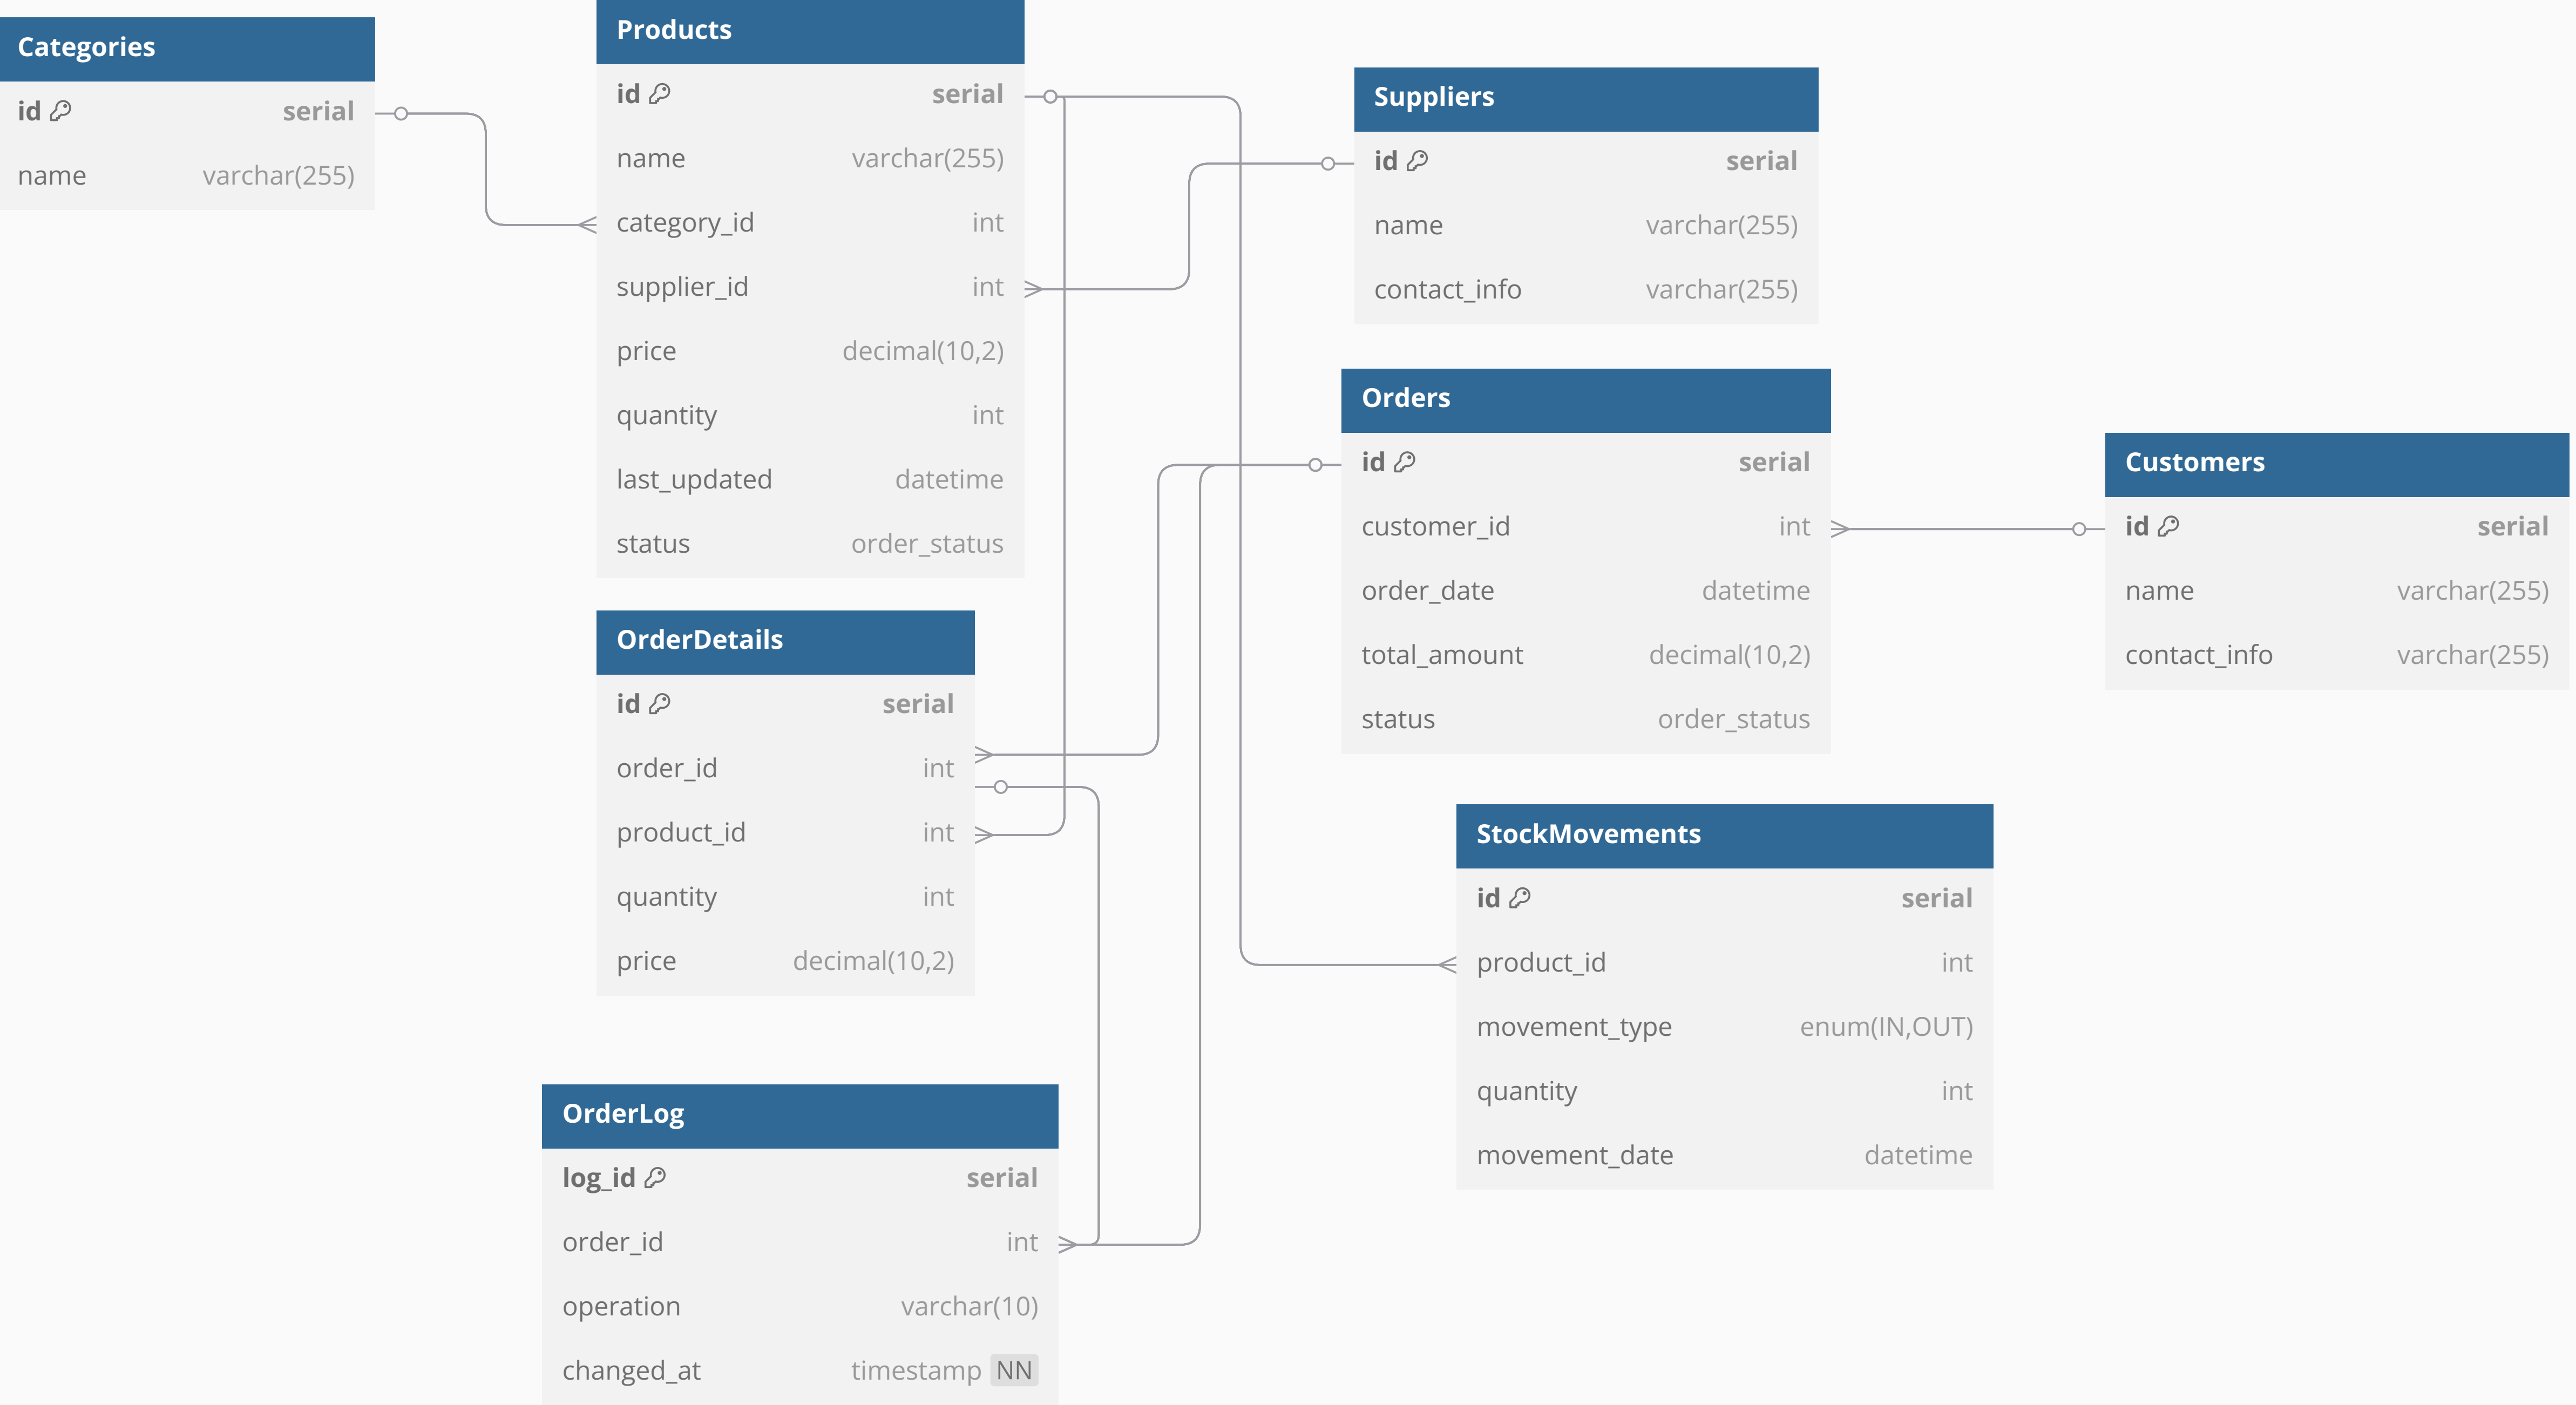 Categories
id serial
name varchar(255)
Products
id serial
name varchar(255)
category_id int
supplier_id int
price decimal(10,2)
quantity int
last_updated datetime
status order_status
Suppliers
id serial
name varchar(255)
contact_info varchar(255)
Orders
id serial
customer_id int
order_date datetime
total_amount decimal(10,2)
status order_status
Customers
id serial
name varchar(255)
contact_info varchar(255)
OrderDetails
id serial
order_id int
product_id int
quantity int
price decimal(10,2)
StockMovements
id serial
product_id int
movement_type enum(IN,OUT)
quantity int
movement_date datetime
OrderLog
log_id serial
order_id int
operation varchar(10)
changed_at timestamp NN